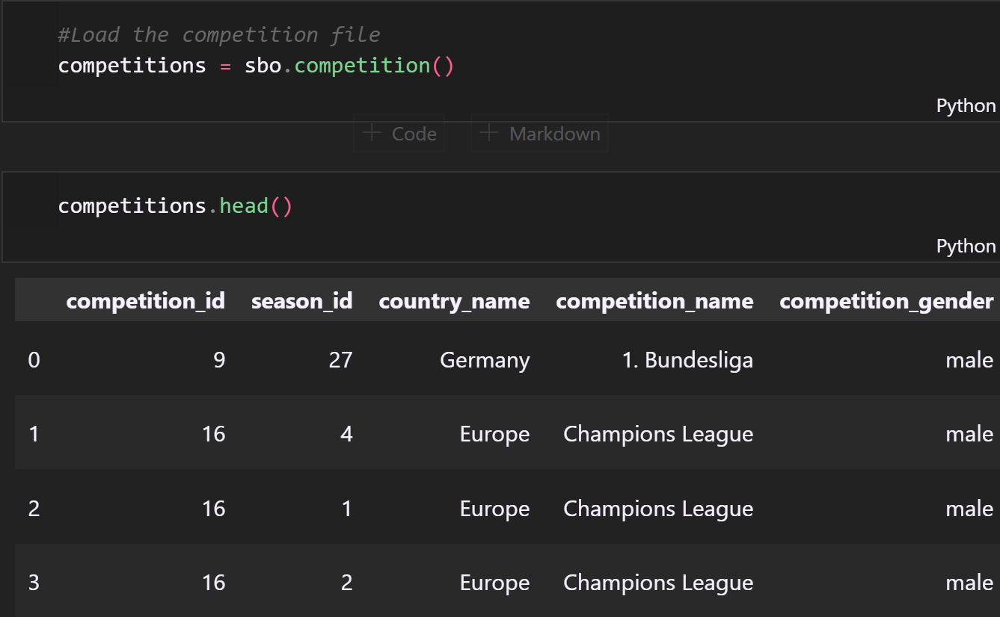 #Load the competition file
competitions = sbo.competition()
Python
+ Code + Markdown
competitions.head()
Python
competition_id season_id country_name competition_name competition_gender
0 9 27 Germany 1. Bundesliga male
1 16 4 Europe Champions League male
2 16 1 Europe Champions League male
3 16 2 Europe Champions League male